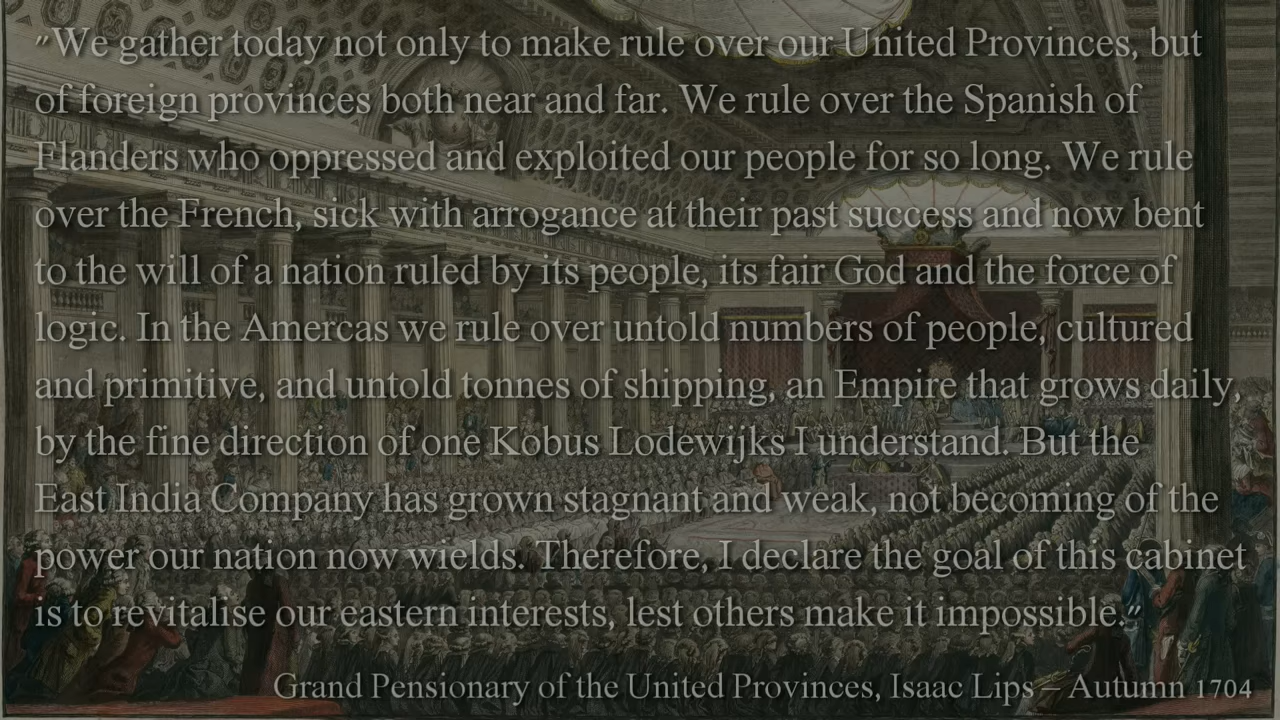 "We gather today not only to make rule over our United Provinces, but
of foreign provinces both near and far. We rule over the Spanish of
Flanders who oppressed and exploited our people for so long. We rule
over the French, sick with arrogance at their past success and now bent
to the will of a nation ruled by its people, its fair God and the force of
logic. In the Amercas we rule over untold numbers of people, cultured
and primitive, and untold tonnes of shipping, an Empire that grows daily,
by the fine direction of one Kobus Lodewijks I understand. But the
East India Company has grown stagnant and weak, not becoming of the
power our nation now wields. Therefore, I declare the goal of this cabinet
is to revitalise our eastern interests, lest others make it impossible."
Grand Pensionary of the United Provinces, Isaac Lips – Autumn 1704